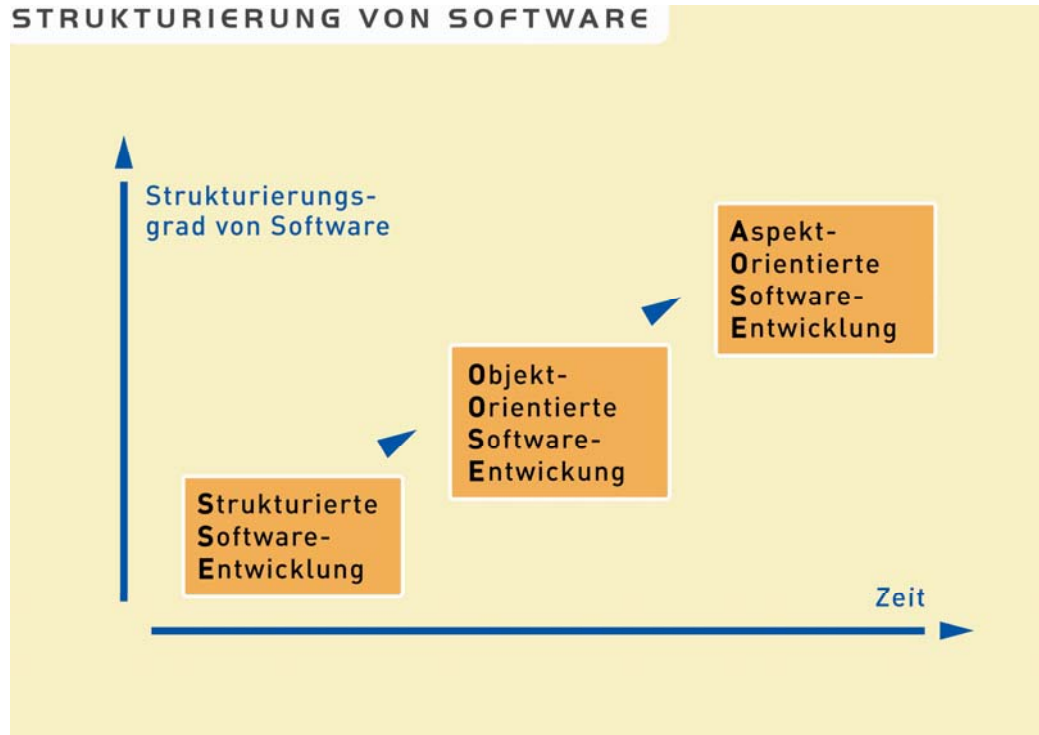 STRUKTURIERUNG VON SOFTWARE
Strukturierungs-
grad von Software
Aspekt-
Orientierte
Software-
Entwicklung
Objekt-
Orientierte
Software-
Entwickung
Strukturierte
Software-
Entwicklung
Zeit